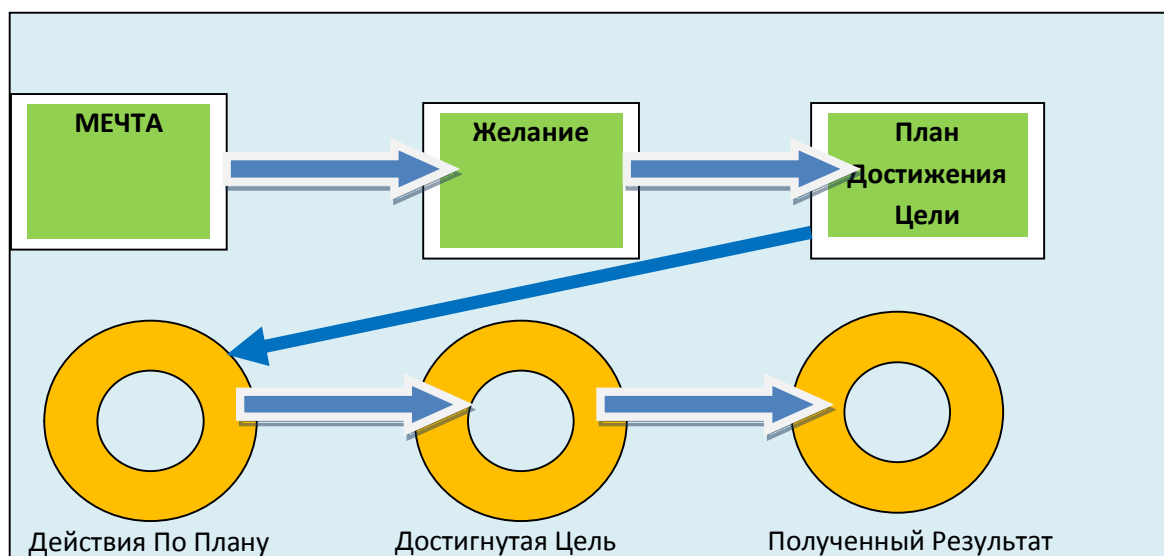 МЕЧТА
Желание
План
Достижения
Цели
Действия По Плану
Достигнутая Цель
Полученный Результат